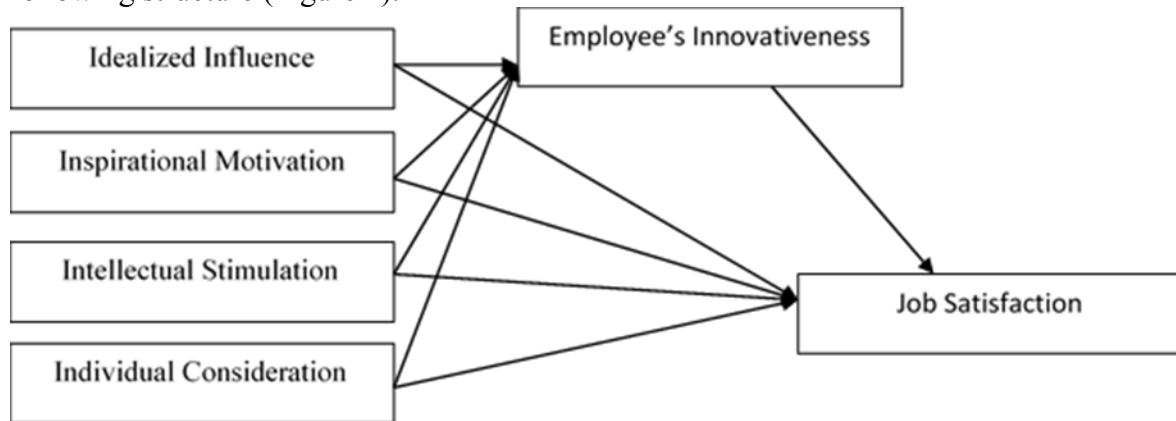 Idealized Influence
Employee's Innovativeness
Inspirational Motivation
Intellectual Stimulation
Job Satisfaction
Individual Consideration